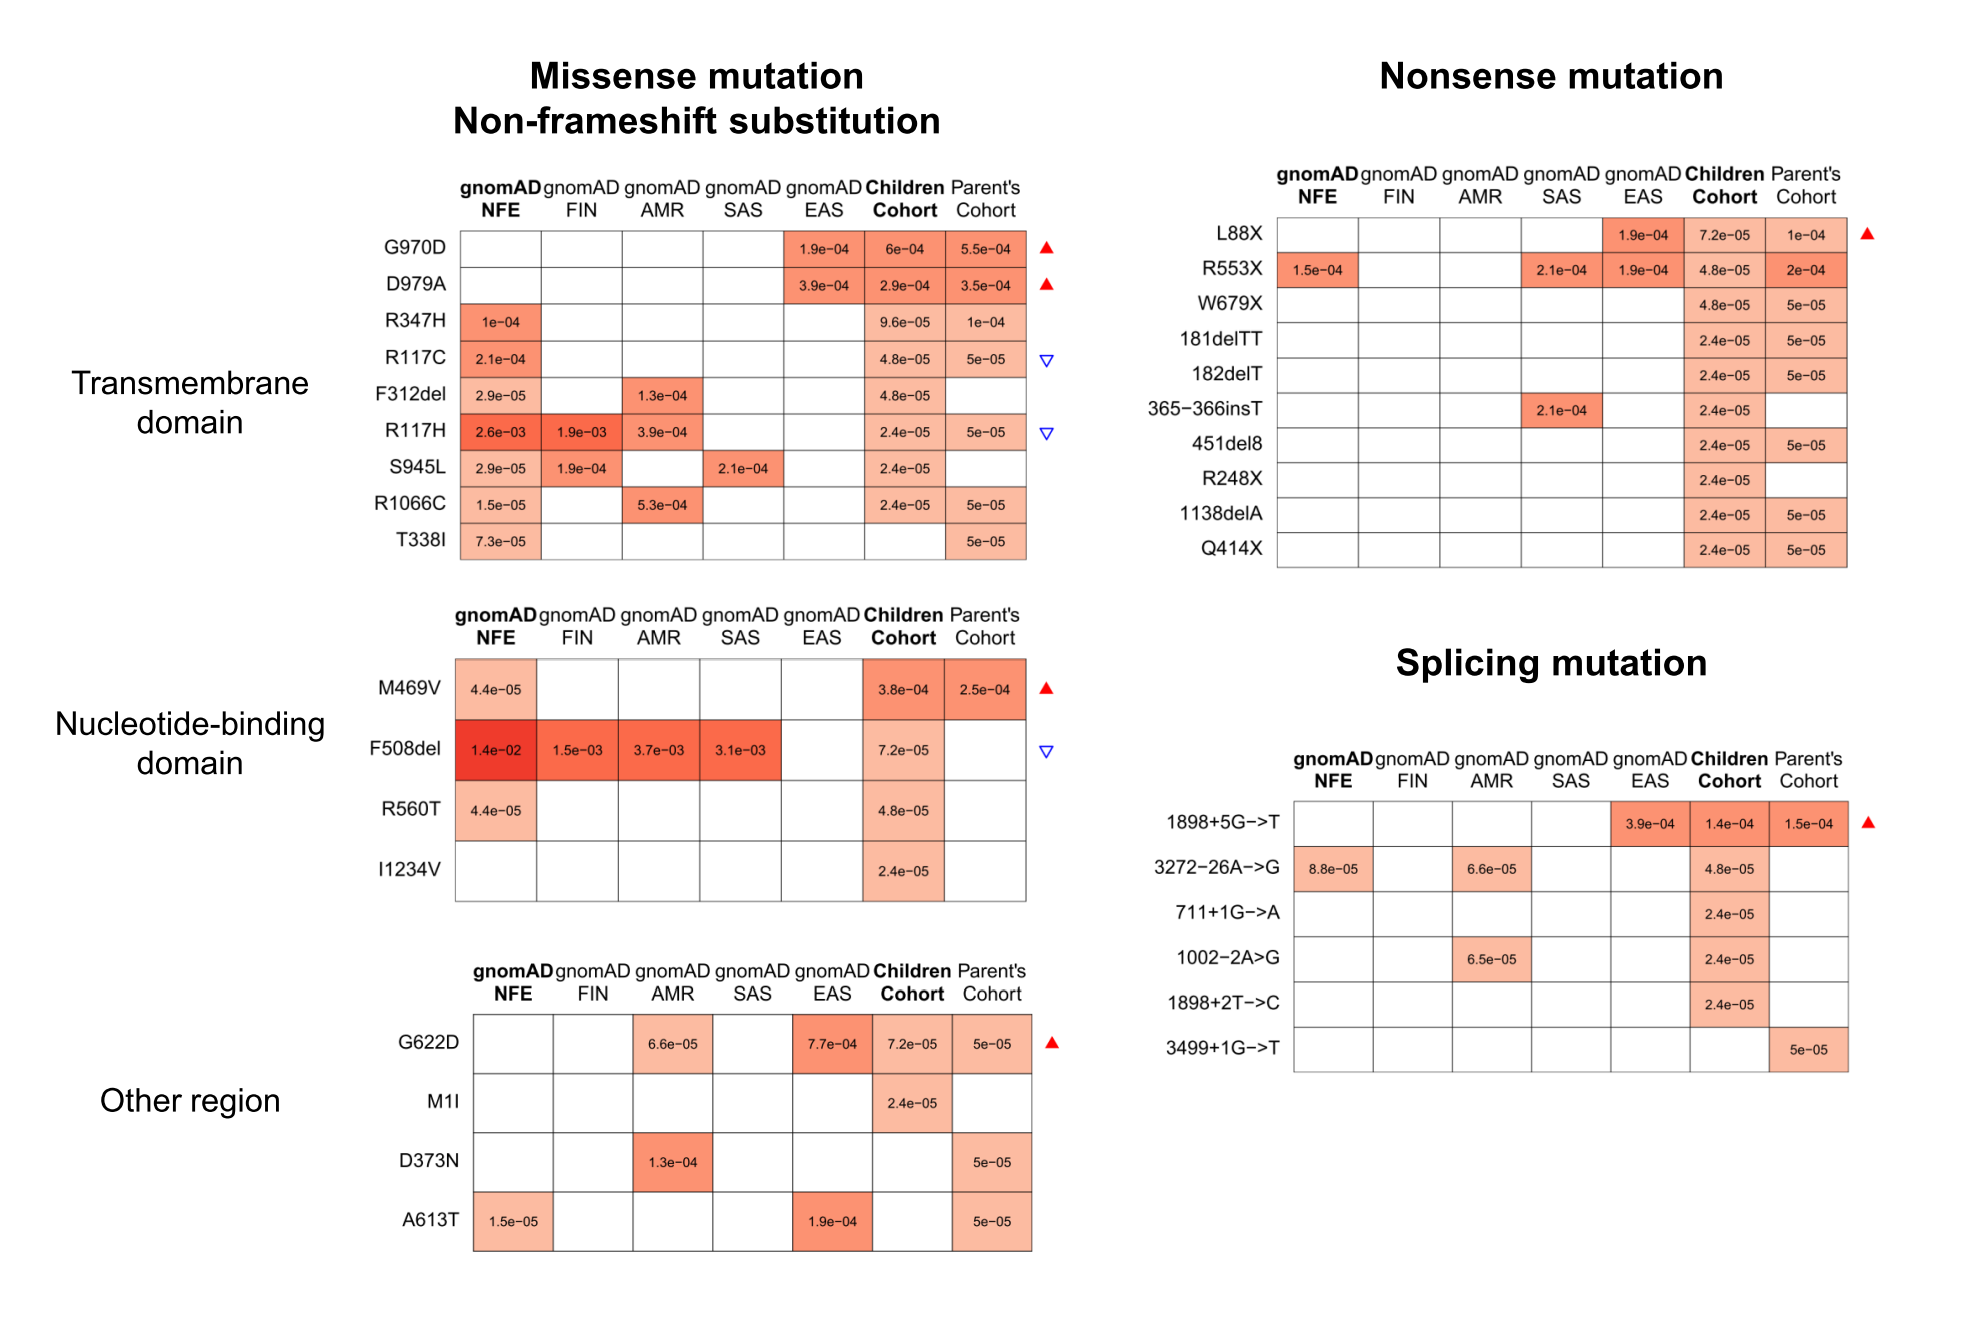 Missense mutation
Non-frameshift substitution
Transmembrane
domain
gnomAD gnomAD gnomAD gnomAD gnomAD Children Parent's
NFE FIN AMR SAS EAS Cohort Cohort
G970D 1.9e−04 6e−04 5.5e−04
D979A 3.9e−04 2.9e−04 3.5e−04
R347H 1e−04 9.6e−05 1e−04
R117C 2.1e−04 4.8e−05 5e−05
F312del 2.9e−05 1.3e−04 4.8e−05
R117H 2.6e−03 1.9e−03 3.9e−04 2.4e−05 5e−05
S945L 2.9e−05 1.9e−04 2.1e−04 2.4e−05
R1066C 1.5e−05 5.3e−04 2.4e−05 5e−05
T338I 7.3e−05 5e−05
Nucleotide-binding
domain
gnomAD gnomAD gnomAD gnomAD gnomAD Children Parent's
NFE FIN AMR SAS EAS Cohort Cohort
M469V 4.4e−05 3.8e−04 2.5e−04
F508del 1.4e−02 1.5e−03 3.7e−03 3.1e−03 7.2e−05
R560T 4.4e−05 4.8e−05
I1234V 2.4e−05
Other region
gnomAD gnomAD gnomAD gnomAD gnomAD Children Parent's
NFE FIN AMR SAS EAS Cohort Cohort
G622D 6.6e−05 7.7e−04 7.2e−05 5e−05
M1I 2.4e−05
D373N 1.3e−04 5e−05
A613T 1.5e−05 1.9e−04 5e−05
Nonsense mutation
gnomAD gnomAD gnomAD gnomAD gnomAD Children Parent's
NFE FIN AMR SAS EAS Cohort Cohort
L88X 1.9e−04 7.2e−05 1e−04
R553X 1.5e−04 2.1e−04 1.9e−04 4.8e−05 2e−04
W679X 4.8e−05 5e−05
181delTT 2.4e−05 5e−05
182delT 2.4e−05 5e−05
365−366insT 2.1e−04 2.4e−05
451del8 2.4e−05 5e−05
R248X 2.4e−05
1138delA 2.4e−05 5e−05
Q414X 2.4e−05 5e−05
Splicing mutation
gnomAD gnomAD gnomAD gnomAD gnomAD Children Parent's
NFE FIN AMR SAS EAS Cohort Cohort
1898+5G−>T 3.9e−04 1.4e−04 1.5e−04
3272−26A−>G 8.8e−05 6.6e−05 4.8e−05
711+1G−>A 2.4e−05
1002−2A>G 6.5e−05 2.4e−05
1898+2T−>C 2.4e−05
3499+1G−>T 5e−05